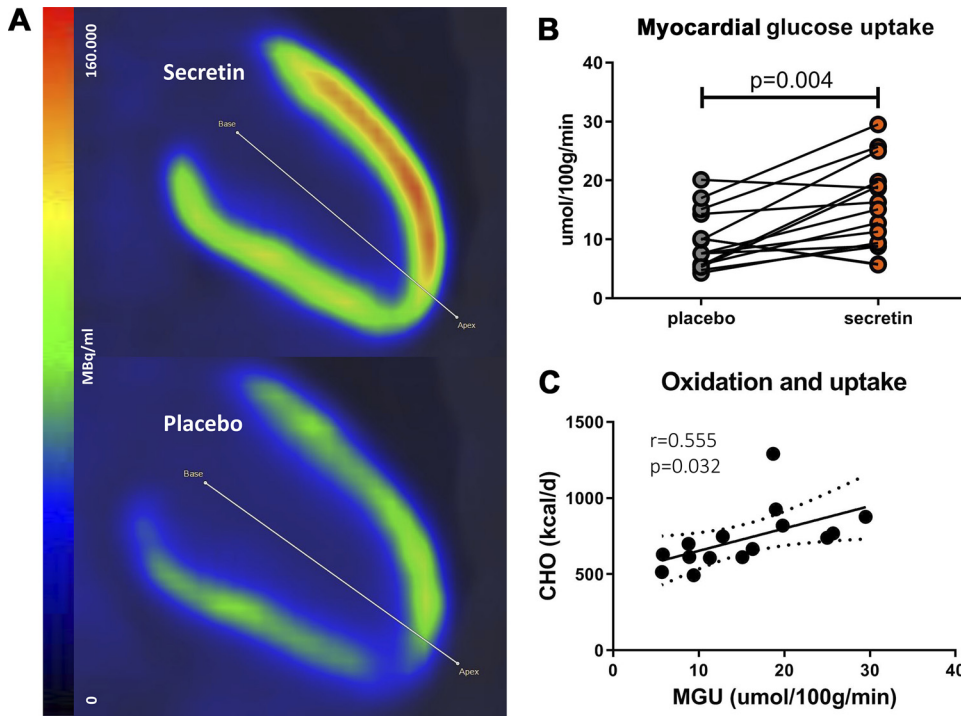 A
160.000
MBq/ml
0
Secretin
Base
Apex
Placebo
Base
Apex
B
Myocardial glucose uptake
p=0.004
umol/100g/min
40
30
20
10
0
placebo
secretin
C
Oxidation and uptake
r=0.555
p=0.032
CHO (kcal/d)
1500
1000
500
0
0
10
20
30
40
MGU (umol/100g/min)